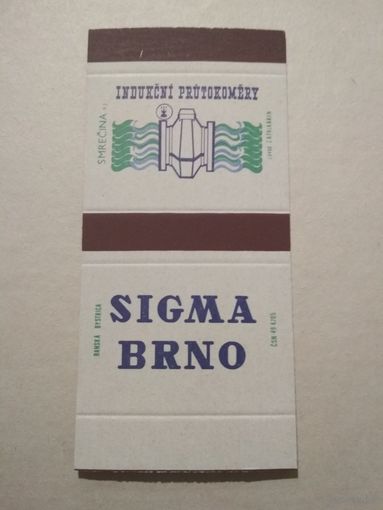 INDUKČNÍ PRŮTOKOMĚRY
SMREČINA n.p.
SIGMA
BRNO
BANSKÁ BYSTRICA